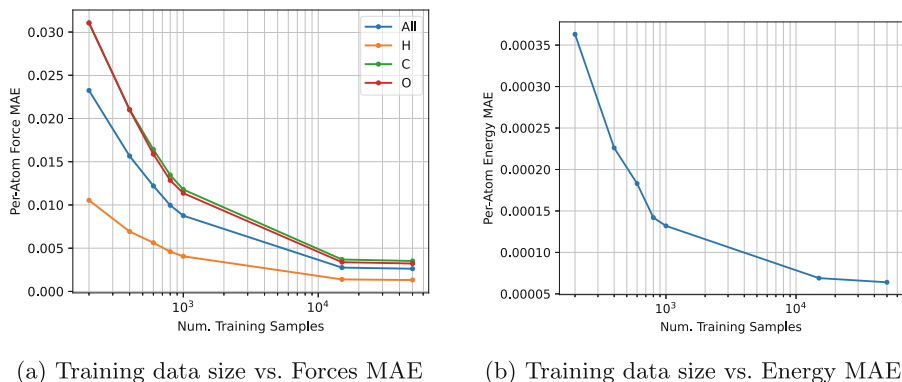 0.030
0.025
0.020
0.015
0.010
0.005
0.000
Per-Atom Force MAE
All
H
C
O
10³
10⁴
Num. Training Samples
(a) Training data size vs. Forces MAE
0.00035
0.00030
0.00025
0.00020
0.00015
0.00010
0.00005
Per-Atom Energy MAE
10³
10⁴
Num. Training Samples
(b) Training data size vs. Energy MAE